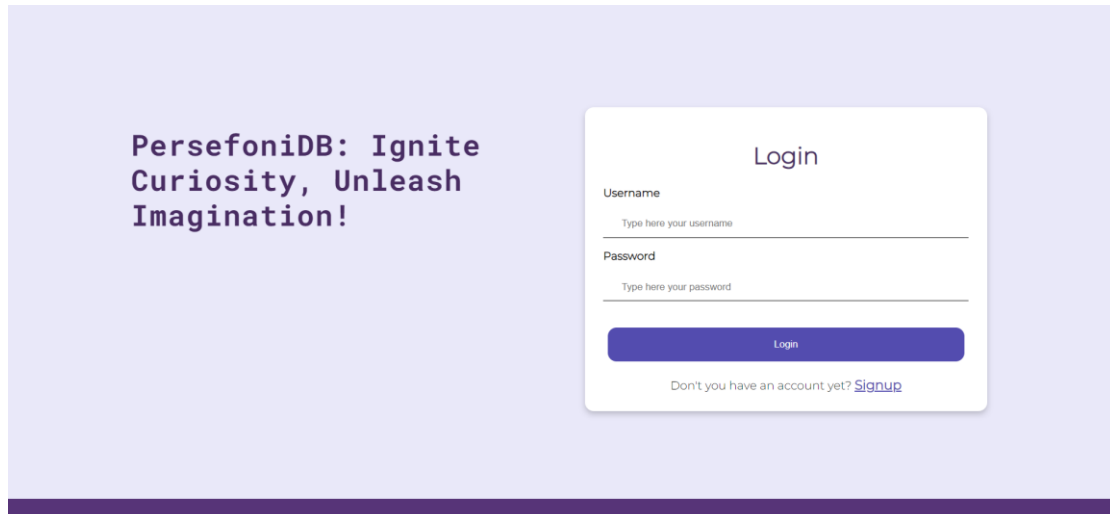 PersefoniDB: Ignite
Curiosity, Unleash
Imagination!
Login
Username
Type here your username
Password
Type here your password
Login
Don't you have an account yet? Signup